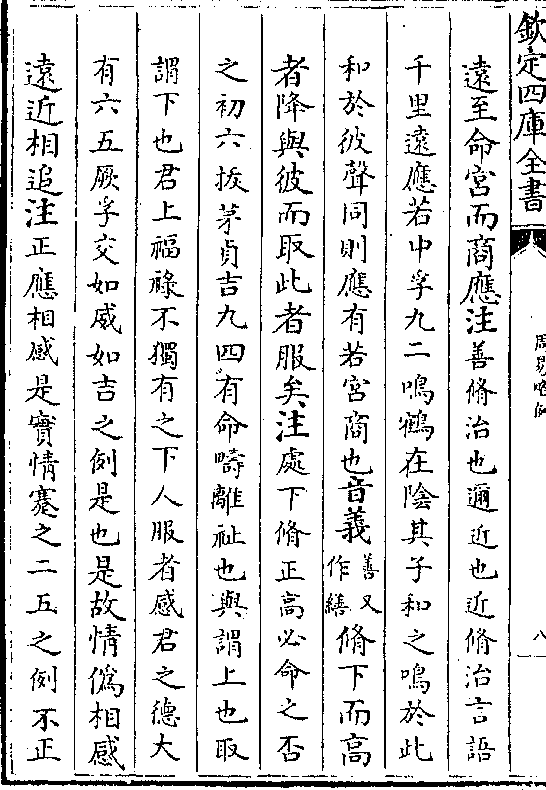 欽定四庫全書
周易略例
八
遠至命宮而商應注善脩治也邇近也近脩治言語
千里遠應若中孚九二鳴鶴在陰其子和之鳴於此
和於彼聲同則應有若宮商也音義善又作繕脩下而高
者降與彼而取此者服矣注處下脩正高必命之否
之初六拔茅貞吉九四有命疇離祉也與謂上也取
謂下也君上福祿不獨有之下人服者感君之德大
有六五厥孚交如威如吉之例是也是故情偽相感
遠近相追注正應相感是實情蹇之二五之例不正